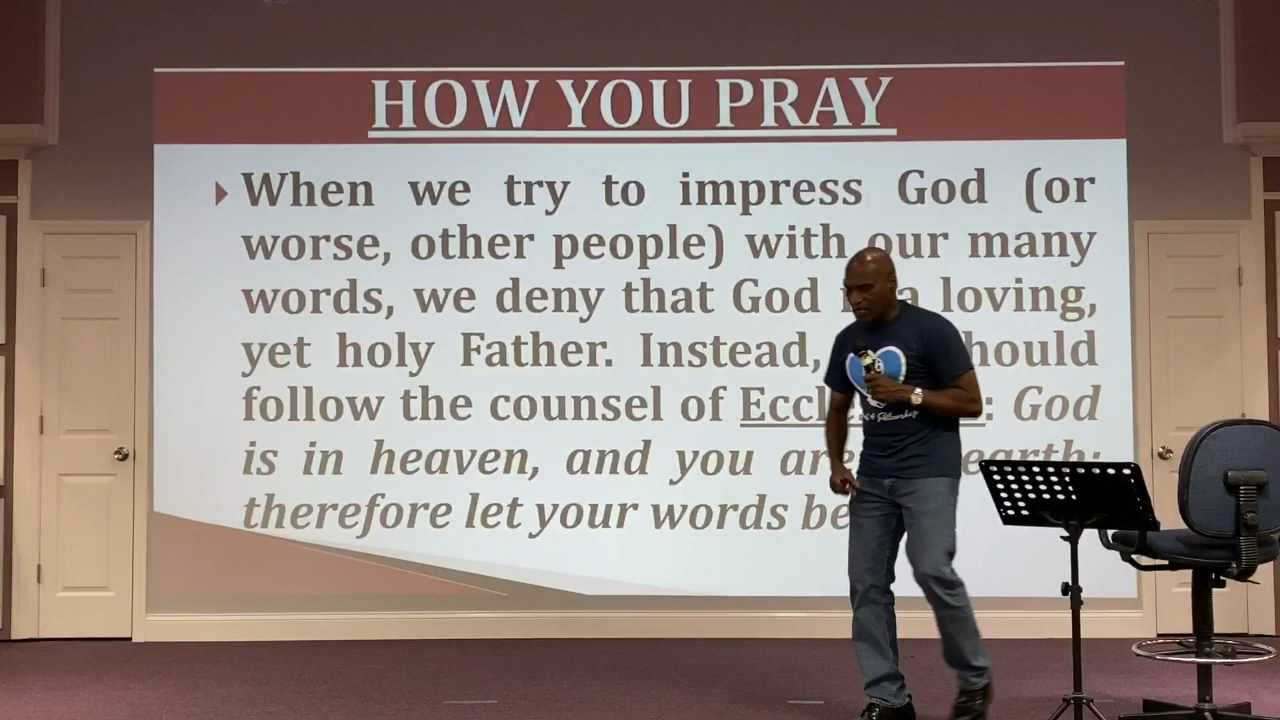 HOW YOU PRAY
When we try to impress God (or
worse, other people) with our many
words, we deny that God a loving,
yet holy Father. Instead,
follow the counsel of : God
is in heaven, and you are earth;
therefore let your words be